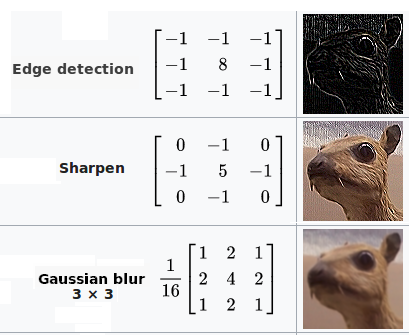 Edge detection
−1 −1 −1
−1 8 −1
−1 −1 −1
Sharpen
0 −1 0
−1 5 −1
0 −1 0
Gaussian blur
3 × 3
1
16
1 2 1
2 4 2
1 2 1